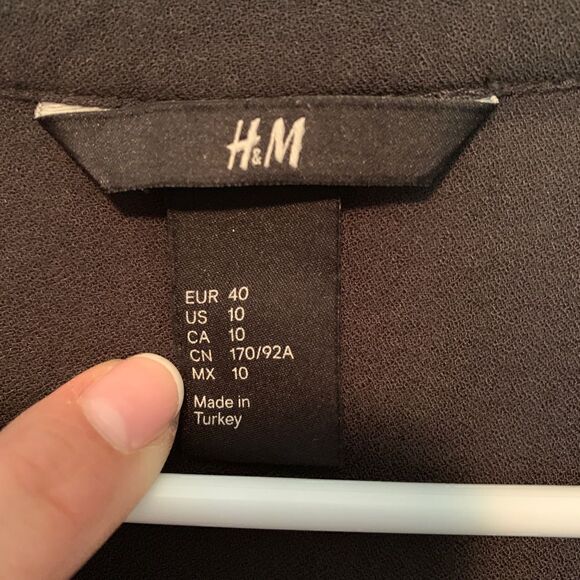 H&M
EUR 40
US 10
CA 10
CN 170/92A
MX 10
Made in
Turkey